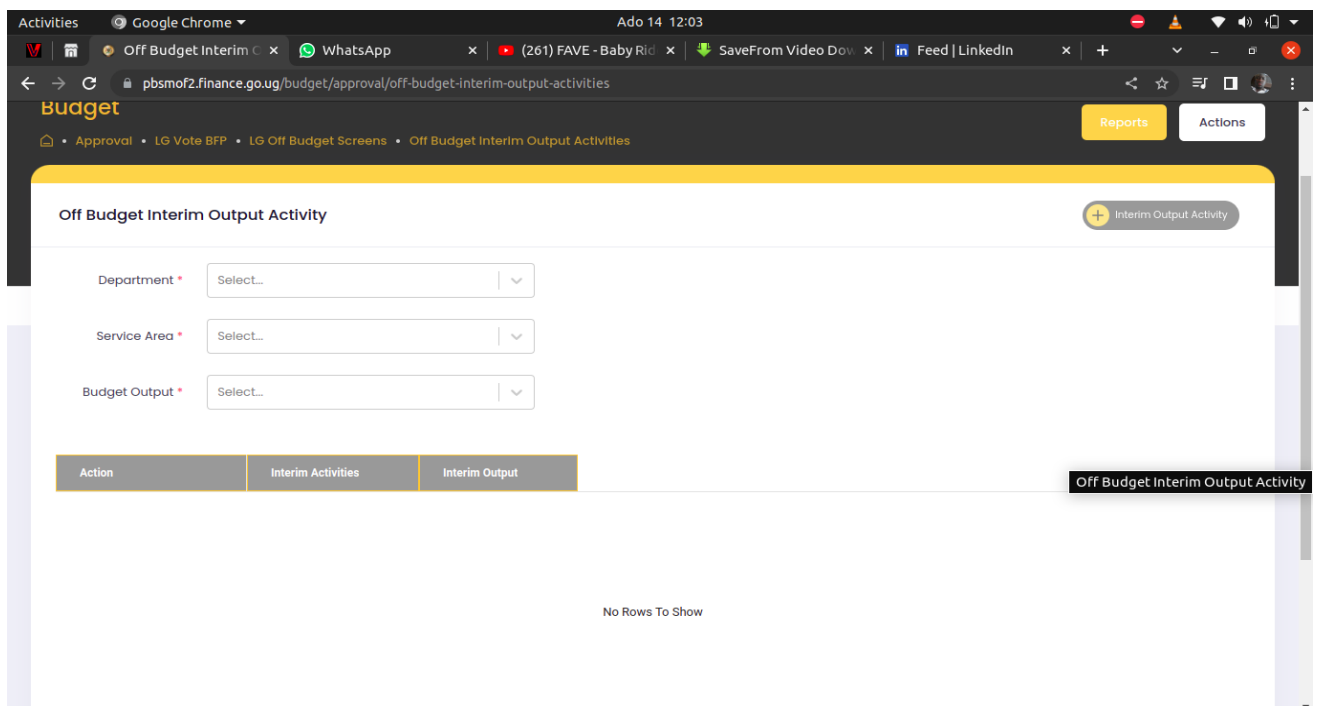 Activities Google Chrome Ado 14 12:03
Off Budget Interim C WhatsApp (261) FAVE - Baby Rid SaveFrom Video Dow in Feed | LinkedIn
pbsmof2.finance.go.ug/budget/approval/off-budget-interim-output-activities
Budget
Reports Actions
Approval • LG Vote BFP • LG Off Budget Screens • Off Budget Interim Output Activities
Off Budget Interim Output Activity
+ Interim Output Activity
Department * Select...
Service Area * Select...
Budget Output * Select...
Action Interim Activities Interim Output
Off Budget Interim Output Activity
No Rows To Show